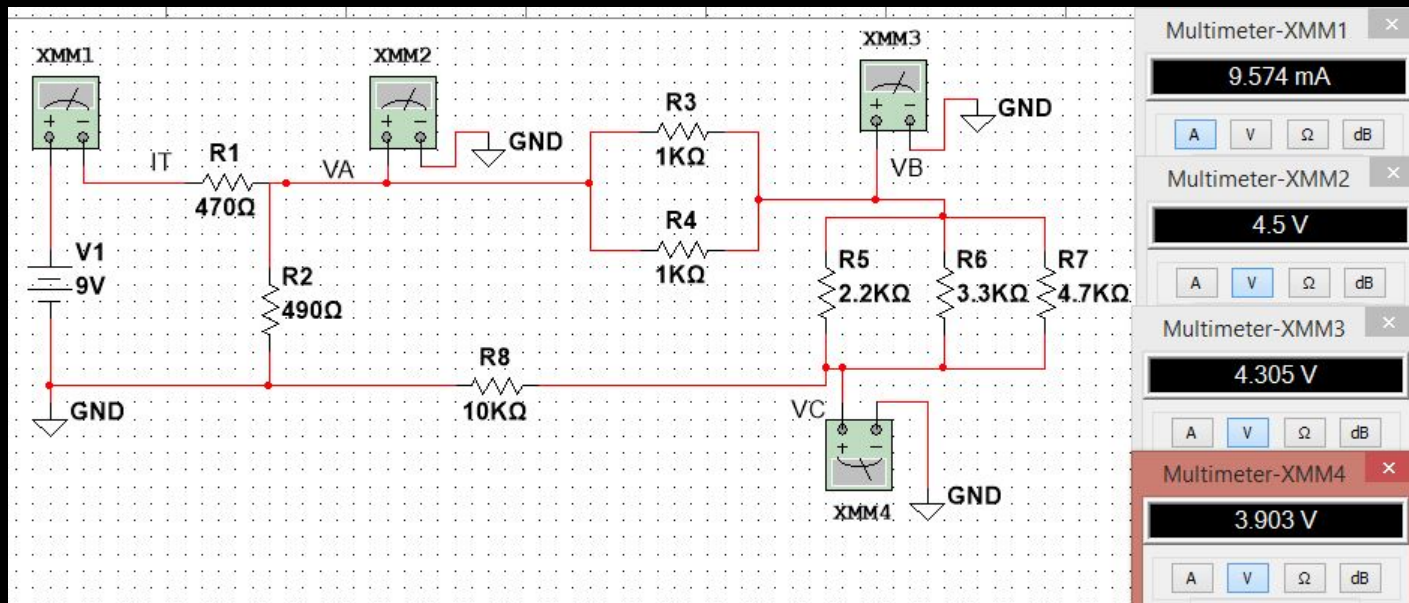 XMM1
IT
R1
470Ω
V1
9V
GND
R2
490Ω
VA
XMM2
GND
R3
1KΩ
R4
1KΩ
XMM3
GND
VB
R5
2.2KΩ
R6
3.3KΩ
R7
4.7KΩ
R8
10KΩ
VC
XMM4
GND
Multimeter-XMM1
9.574 mA
A V Ω dB
Multimeter-XMM2
4.5 V
A V Ω dB
Multimeter-XMM3
4.305 V
A V Ω dB
Multimeter-XMM4
3.903 V
A V Ω dB